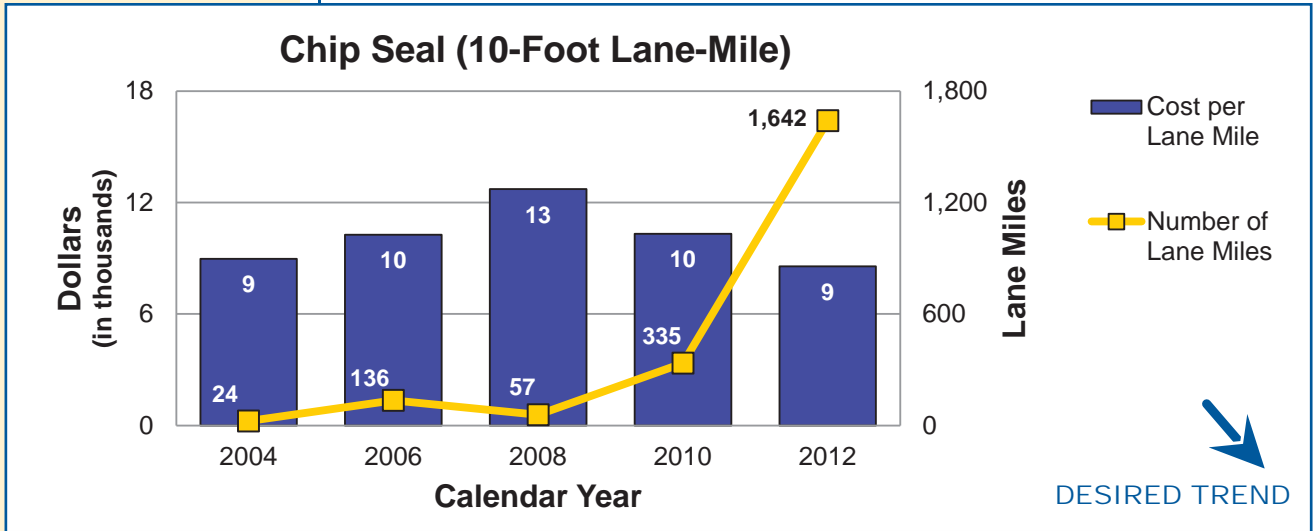 Chip Seal (10-Foot Lane-Mile)
Dollars
(in thousands)
18
12
6
0
9
10
13
10
9
24
136
57
335
1,642
1,800
1,200
600
0
Lane Miles
2004 2006 2008 2010 2012
Calendar Year
Cost per
Lane Mile
Number of
Lane Miles
DESIRED TREND